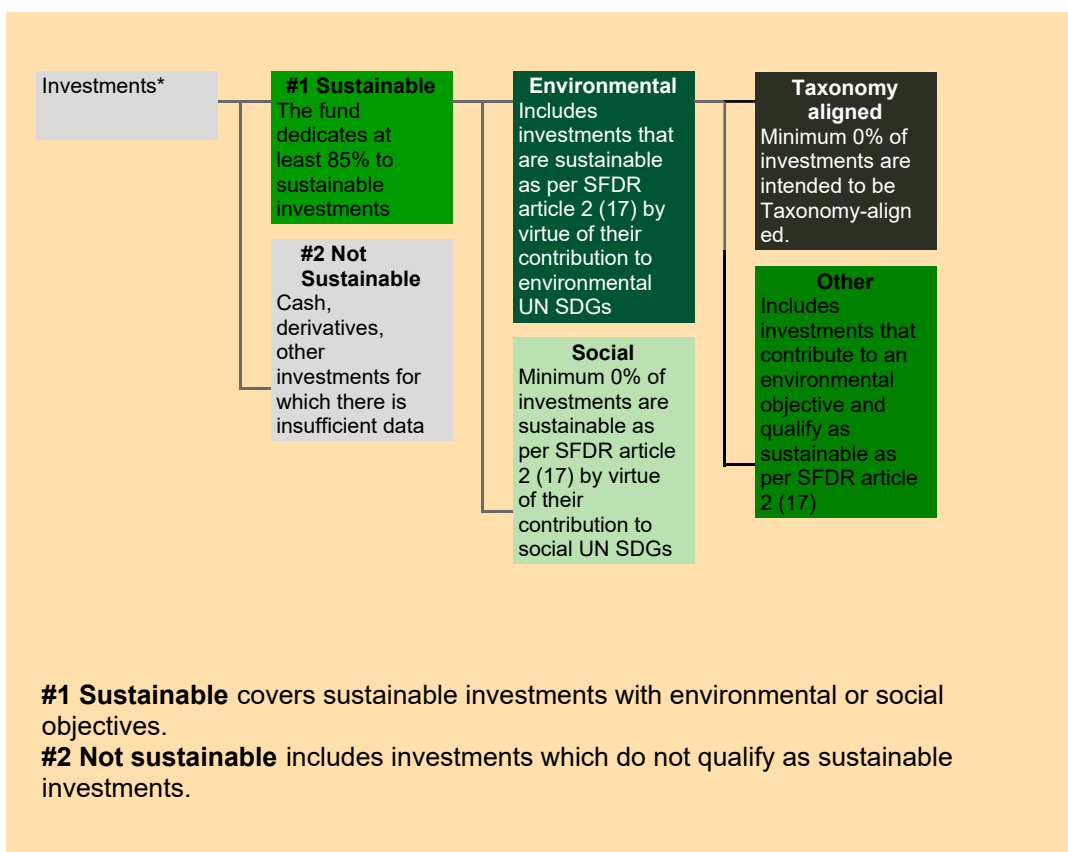 Investments*
#1 Sustainable
The fund
dedicates at
least 85% to
sustainable
investments
#2 Not
Sustainable
Cash,
derivatives,
other
investments for
which there is
insufficient data
Environmental
Includes
investments that
are sustainable
as per SFDR
article 2 (17) by
virtue of their
contribution to
environmental
UN SDGs
Social
Minimum 0% of
investments are
sustainable as
per SFDR article
2 (17) by virtue
of their
contribution to
social UN SDGs
Taxonomy
aligned
Minimum 0% of
investments are
intended to be
Taxonomy-align
ed.
Other
Includes
investments that
contribute to an
environmental
objective and
qualify as
sustainable as
per SFDR article
2 (17)
#1 Sustainable covers sustainable investments with environmental or social
objectives.
#2 Not sustainable includes investments which do not qualify as sustainable
investments.